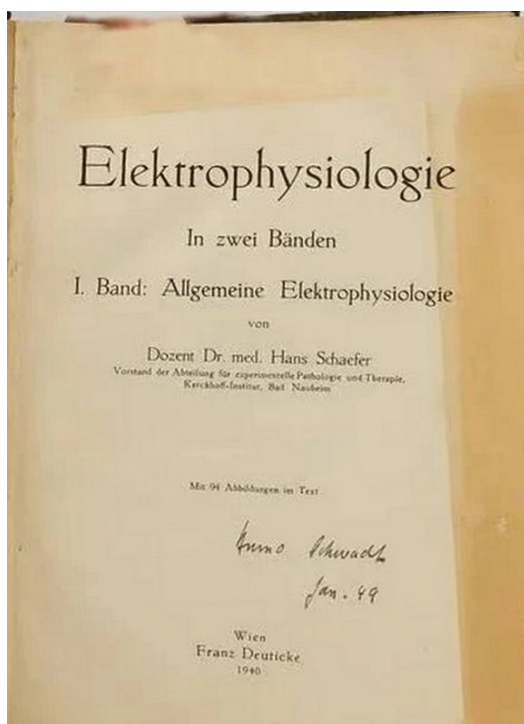 Elektrophysiologie
In zwei Bänden
I. Band: Allgemeine Elektrophysiologie
von
Dozent Dr. med. Hans Schaefer
Vorstand der Abteilung für experimentelle Pathologie und Therapie,
Kerckhoff-Institut, Bad Nauheim
Mit 94 Abbildungen im Text
Jan. 49
Wien
Franz Deuticke
1940